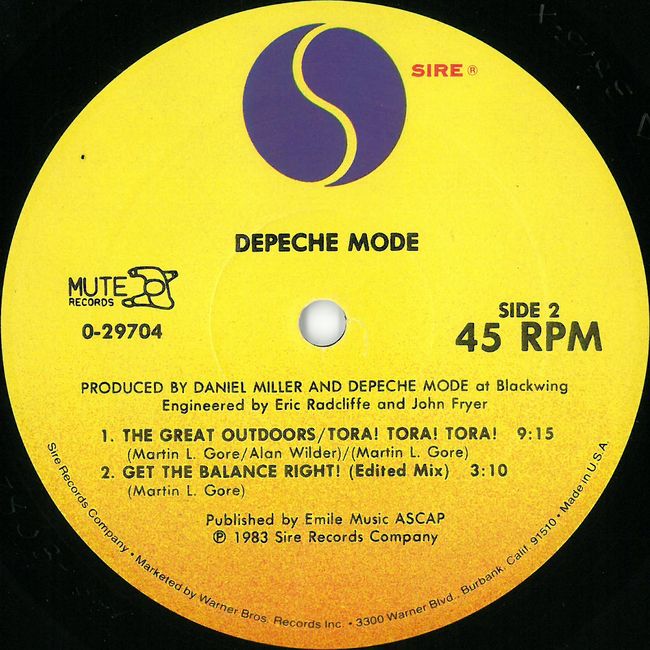 SIRE ®
DEPECHE MODE
MUTE
RECORDS
0-29704
SIDE 2
45 RPM
PRODUCED BY DANIEL MILLER AND DEPECHE MODE at Blackwing
Engineered by Eric Radcliffe and John Fryer
1. THE GREAT OUTDOORS/TORA! TORA! TORA! 9:15
(Martin L. Gore/Alan Wilder)/(Martin L. Gore)
2. GET THE BALANCE RIGHT! (Edited Mix) 3:10
(Martin L. Gore)
Published by Emile Music ASCAP
℗ 1983 Sire Records Company
Sire Records Company • Marketed by Warner Bros. Records Inc. • 3300 Warner Blvd., Burbank, Calif. 91510 • Made in U.S.A.